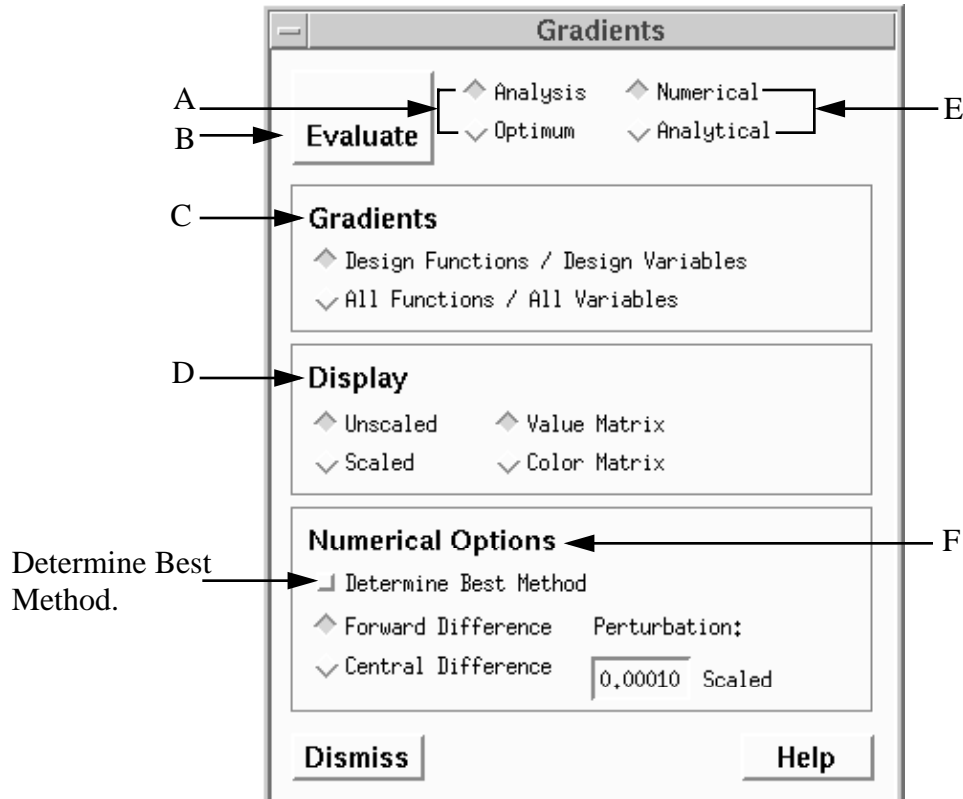 Gradients
A
Analysis
Numerical
E
B
Evaluate
Optimum
Analytical
C
Gradients
Design Functions / Design Variables
All Functions / All Variables
D
Display
Unscaled
Value Matrix
Scaled
Color Matrix
Numerical Options
F
Determine Best
Method.
Determine Best Method
Forward Difference
Perturbation:
Central Difference
0.00010
Scaled
Dismiss
Help